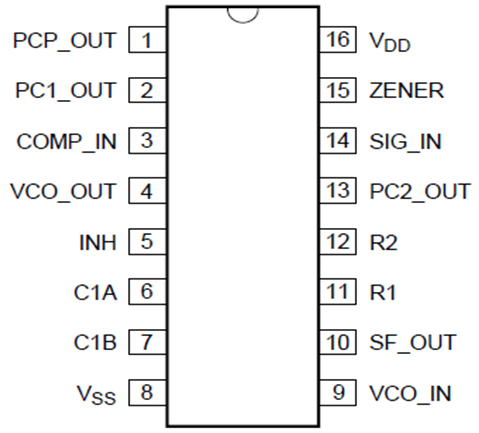 PCP_OUT 1 16 VDD
PC1_OUT 2 15 ZENER
COMP_IN 3 14 SIG_IN
VCO_OUT 4 13 PC2_OUT
INH 5 12 R2
C1A 6 11 R1
C1B 7 10 SF_OUT
VSS 8 9 VCO_IN